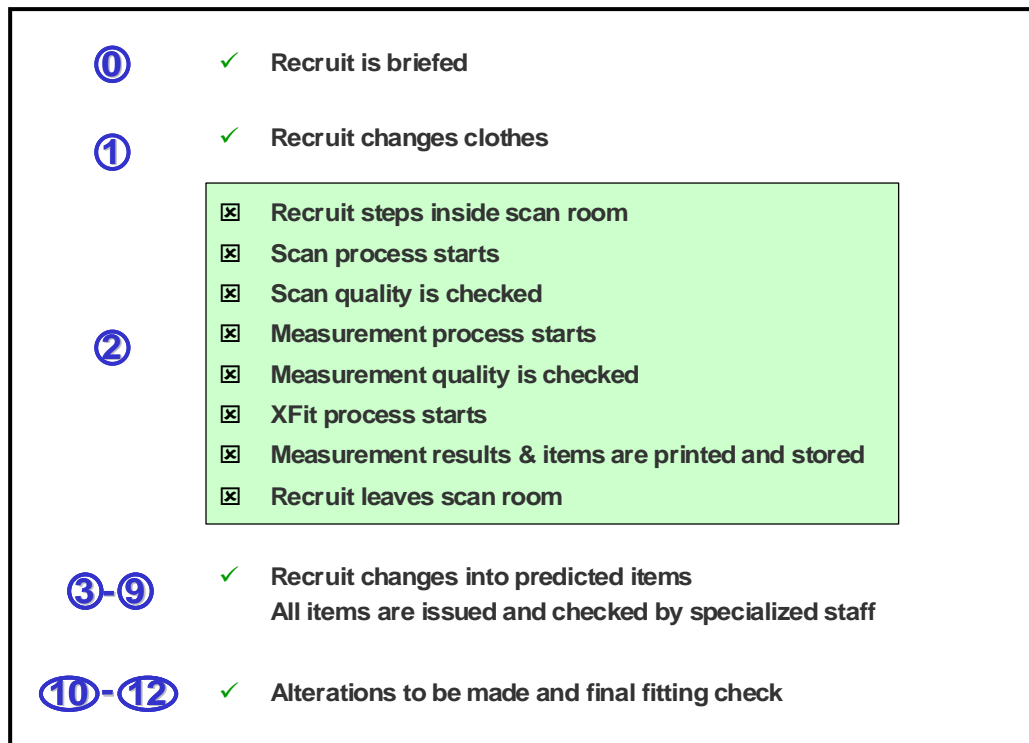 0 ✓ Recruit is briefed
1 ✓ Recruit changes clothes
☒ Recruit steps inside scan room
☒ Scan process starts
☒ Scan quality is checked
☒ Measurement process starts
2 ☒ Measurement quality is checked
☒ XFit process starts
☒ Measurement results & items are printed and stored
☒ Recruit leaves scan room
3-9 ✓ Recruit changes into predicted items
All items are issued and checked by specialized staff
10-12 ✓ Alterations to be made and final fitting check